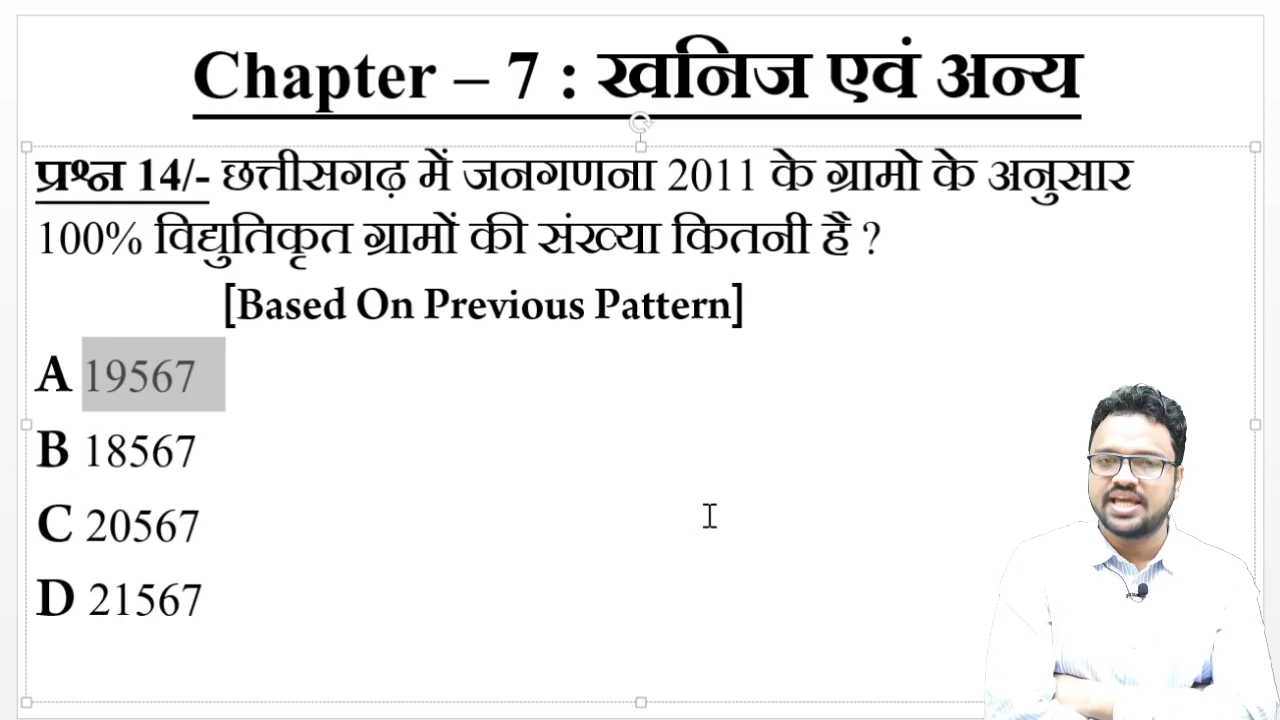 Chapter – 7 : खनिज एवं अन्य
प्रश्न 14/- छत्तीसगढ़ में जनगणना 2011 के ग्रामो के अनुसार
100% विद्युतिकृत ग्रामों की संख्या कितनी है ?
[Based On Previous Pattern]
A 19567
B 18567
C 20567
D 21567